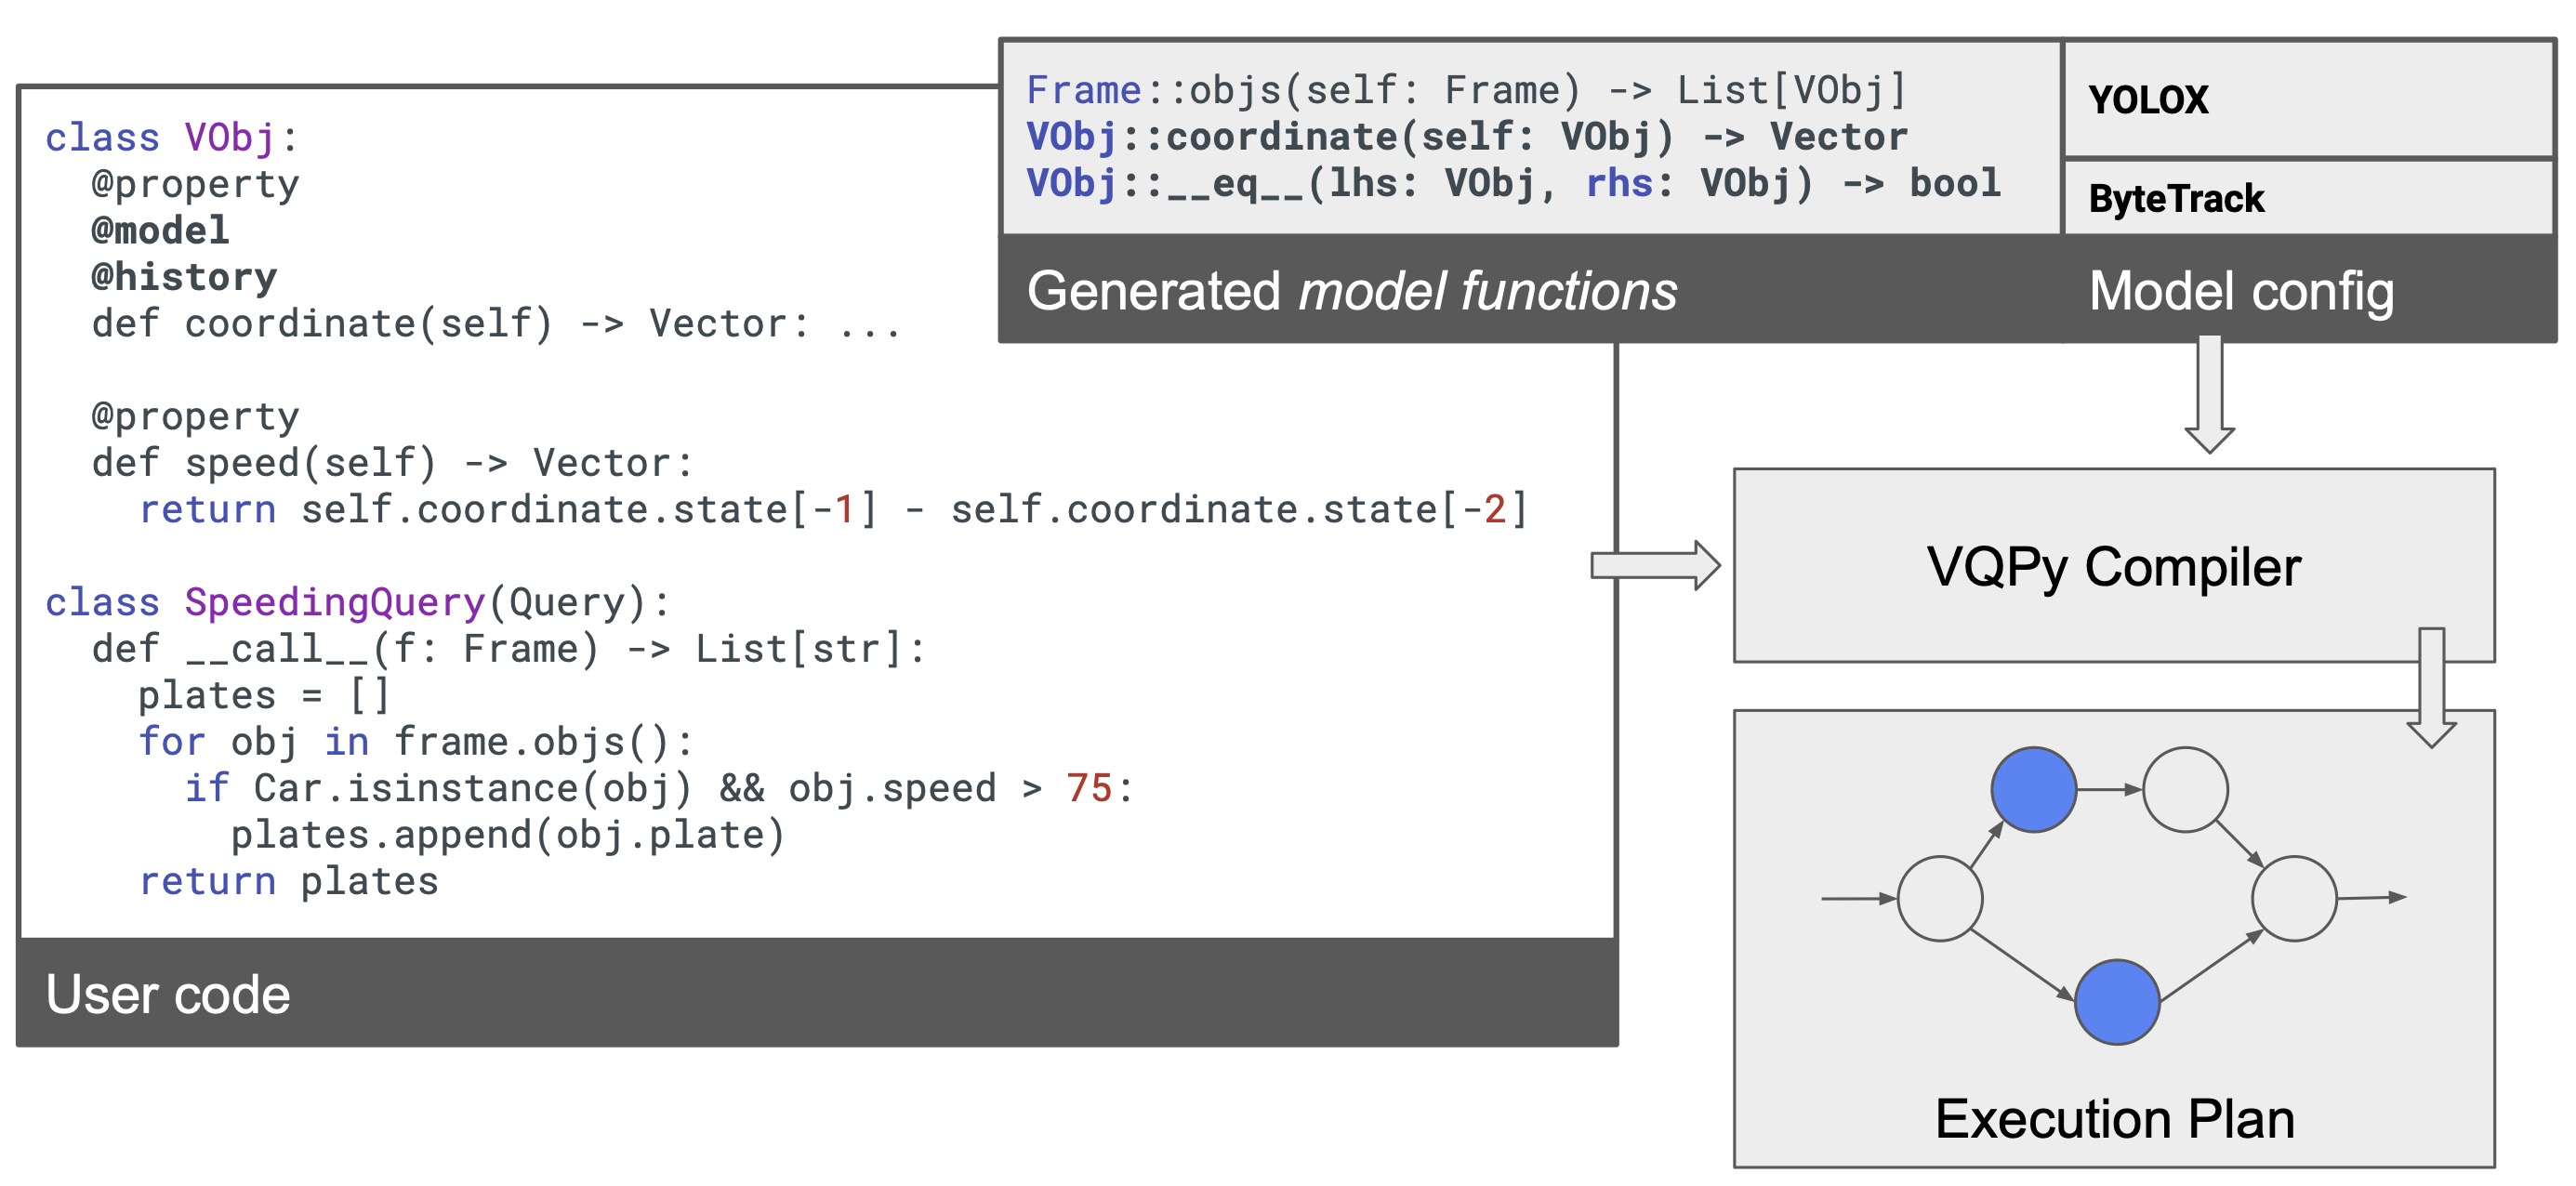 class VObj:
  @property
  @model
  @history
  def coordinate(self) -> Vector: ...

  @property
  def speed(self) -> Vector:
    return self.coordinate.state[-1] - self.coordinate.state[-2]

class SpeedingQuery(Query):
  def __call__(f: Frame) -> List[str]:
    plates = []
    for obj in frame.objs():
      if Car.isinstance(obj) && obj.speed > 75:
        plates.append(obj.plate)
    return plates
User code
Frame::objs(self: Frame) -> List[VObj]
VObj::coordinate(self: VObj) -> Vector
VObj::__eq__(lhs: VObj, rhs: VObj) -> bool
Generated model functions
YOLOX
ByteTrack
Model config
VQPy Compiler
Execution Plan